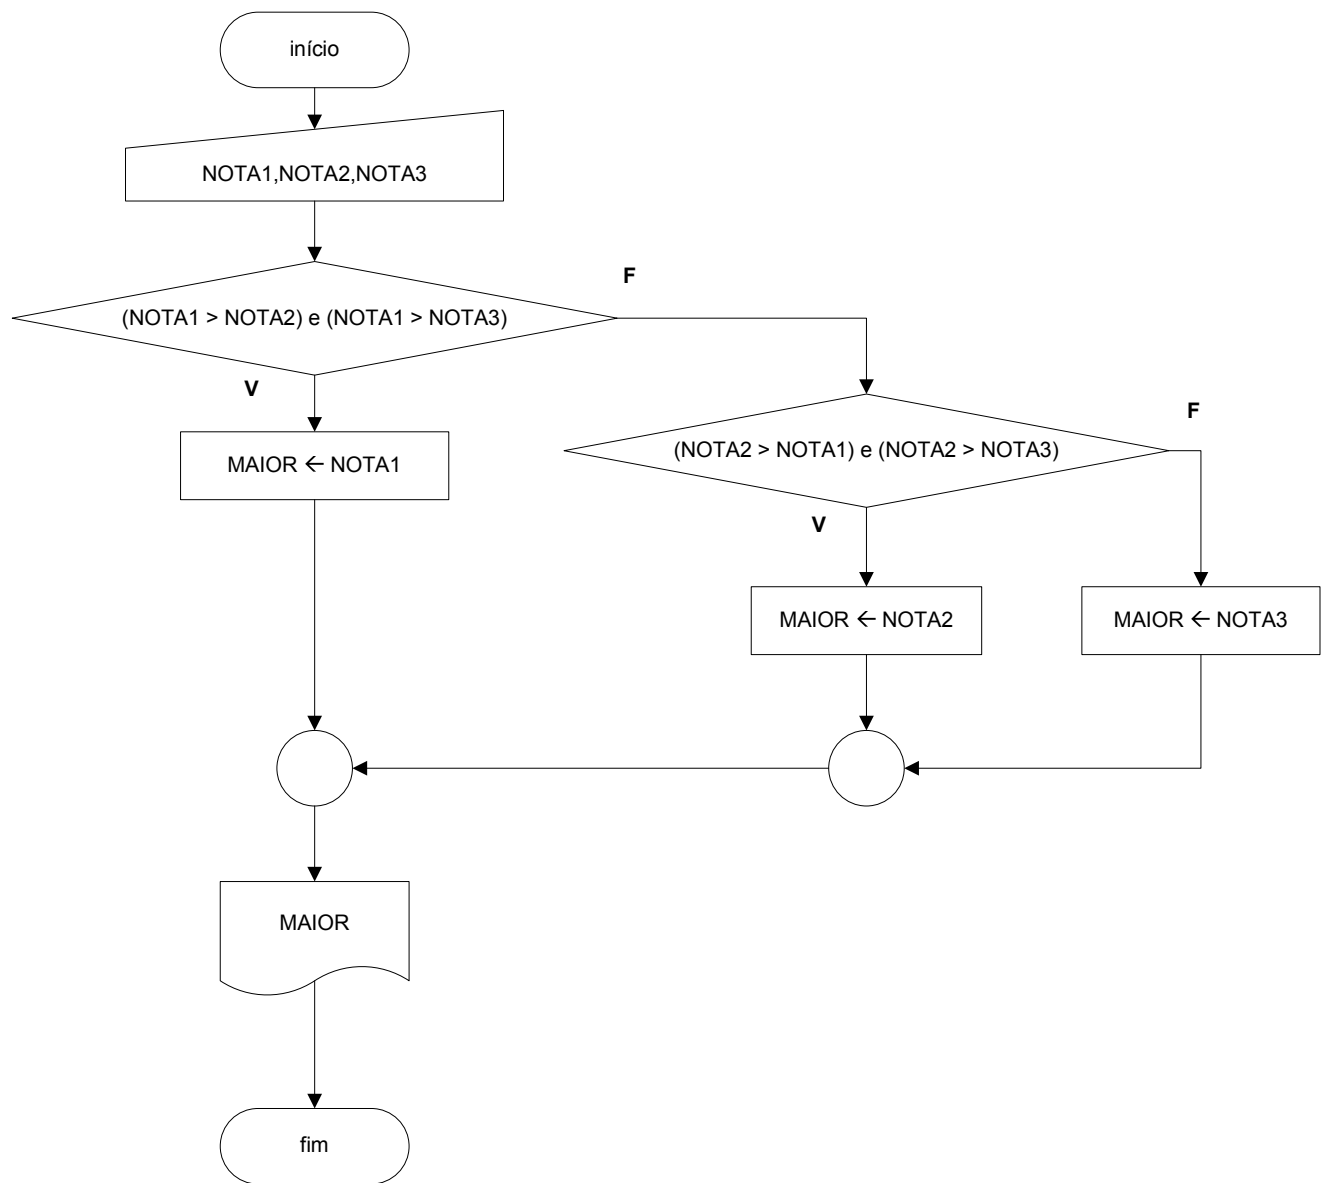 início
NOTA1,NOTA2,NOTA3
(NOTA1 > NOTA2) e (NOTA1 > NOTA3)
F
V
MAIOR ← NOTA1
(NOTA2 > NOTA1) e (NOTA2 > NOTA3)
F
V
MAIOR ← NOTA2
MAIOR ← NOTA3
MAIOR
fim